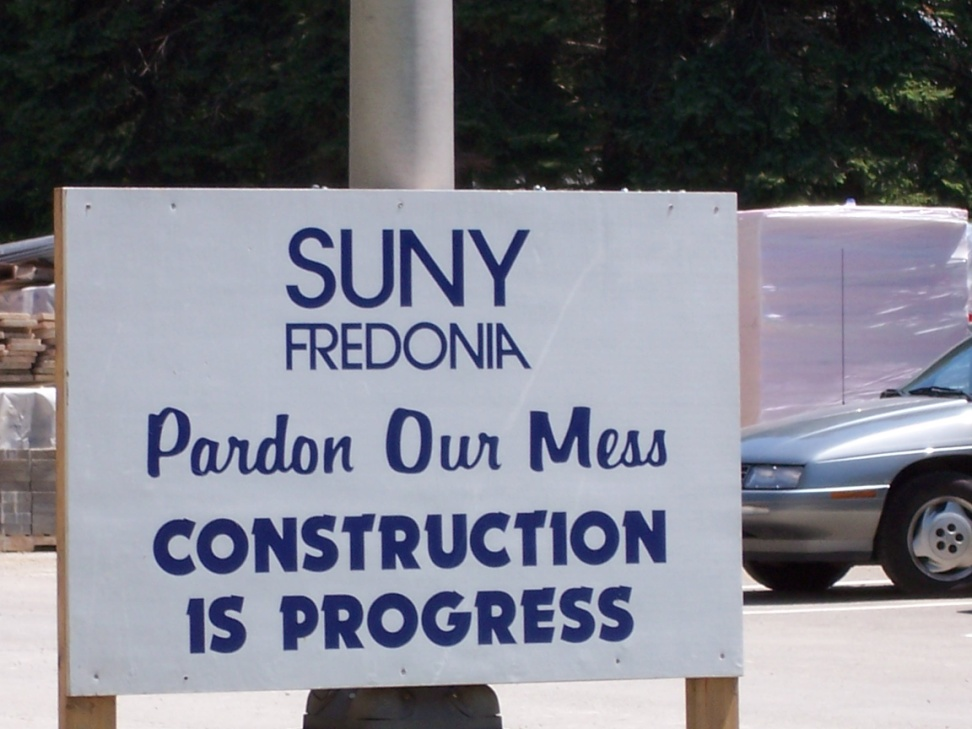 SUNY
FREDONIA
Pardon Our Mess
CONSTRUCTION
IS PROGRESS